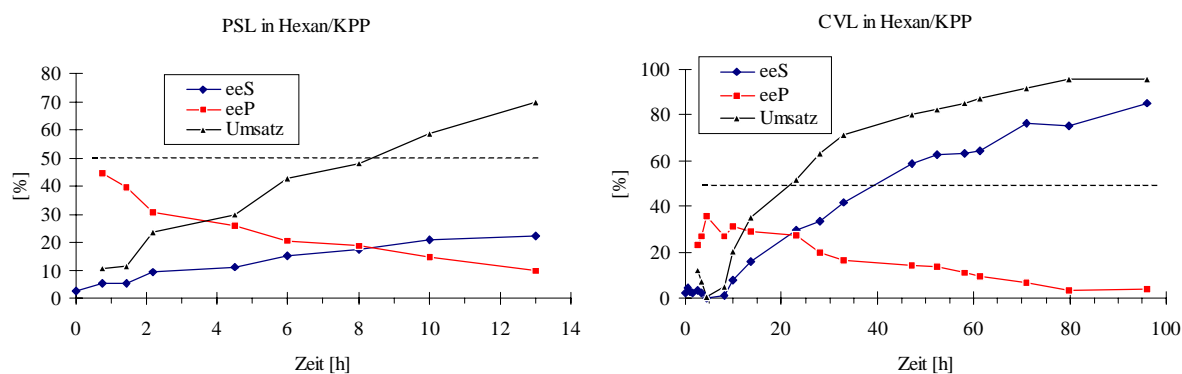 PSL in Hexan/KPP
80
70
60
50
40
30
20
10
0
[%]
eeS
eeP
Umsatz
0 2 4 6 8 10 12 14
Zeit [h]
CVL in Hexan/KPP
100
80
60
40
20
0
[%]
eeS
eeP
Umsatz
0 20 40 60 80 100
Zeit [h]